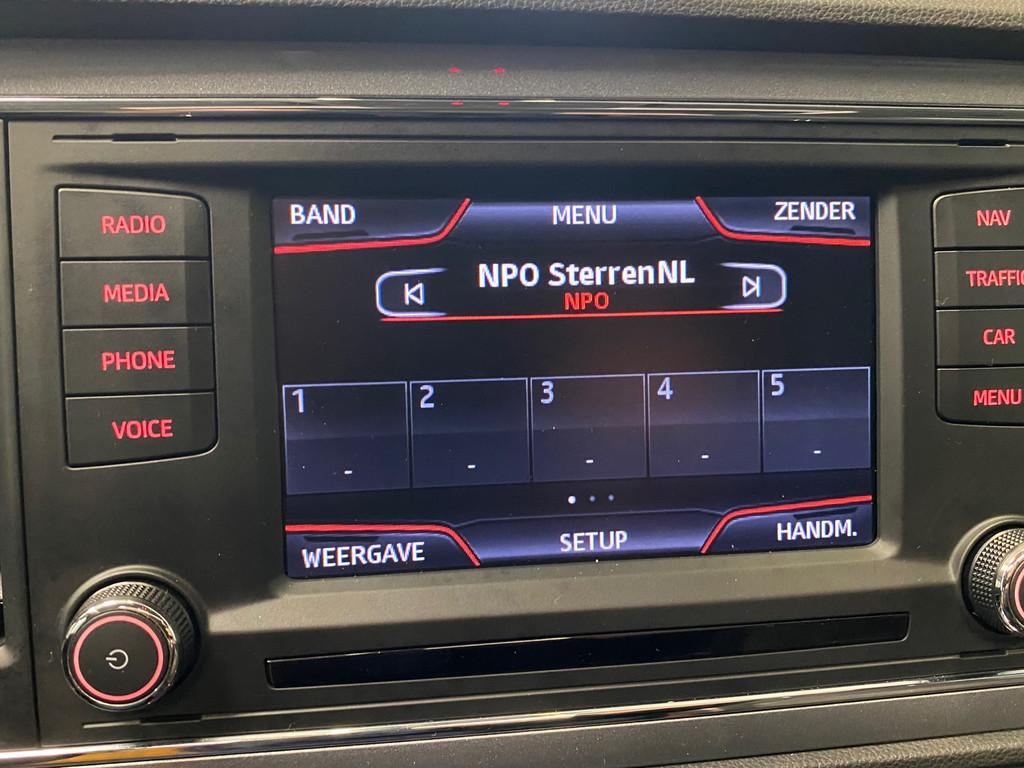 RADIO
MEDIA
PHONE
VOICE
BAND
MENU
ZENDER
NPO SterrenNL
NPO
1
2
3
4
5
-
-
-
-
-
WEERGAVE
SETUP
HANDM.
NAV
TRAFFIC
CAR
MENU